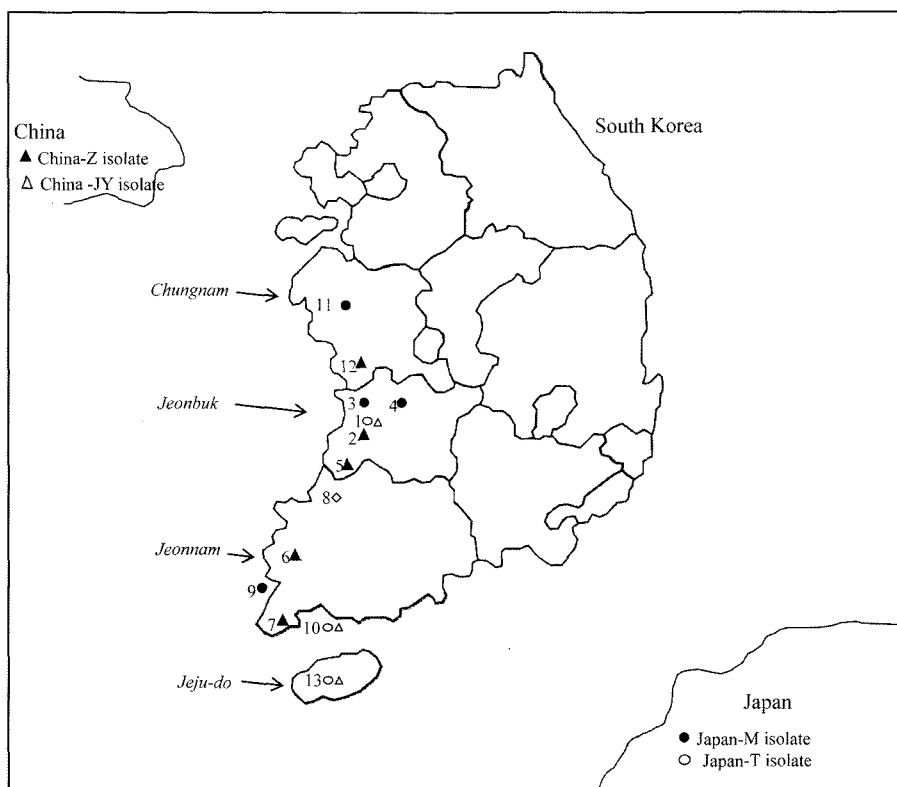 South Korea
China
▲ China-Z isolate
△ China -JY isolate
Chungnam
11
12
Jeonbuk
3
4
1
2
5
8
Jeonnam
6
9
7
10
Jeju-do
13
Japan
● Japan-M isolate
○ Japan-T isolate